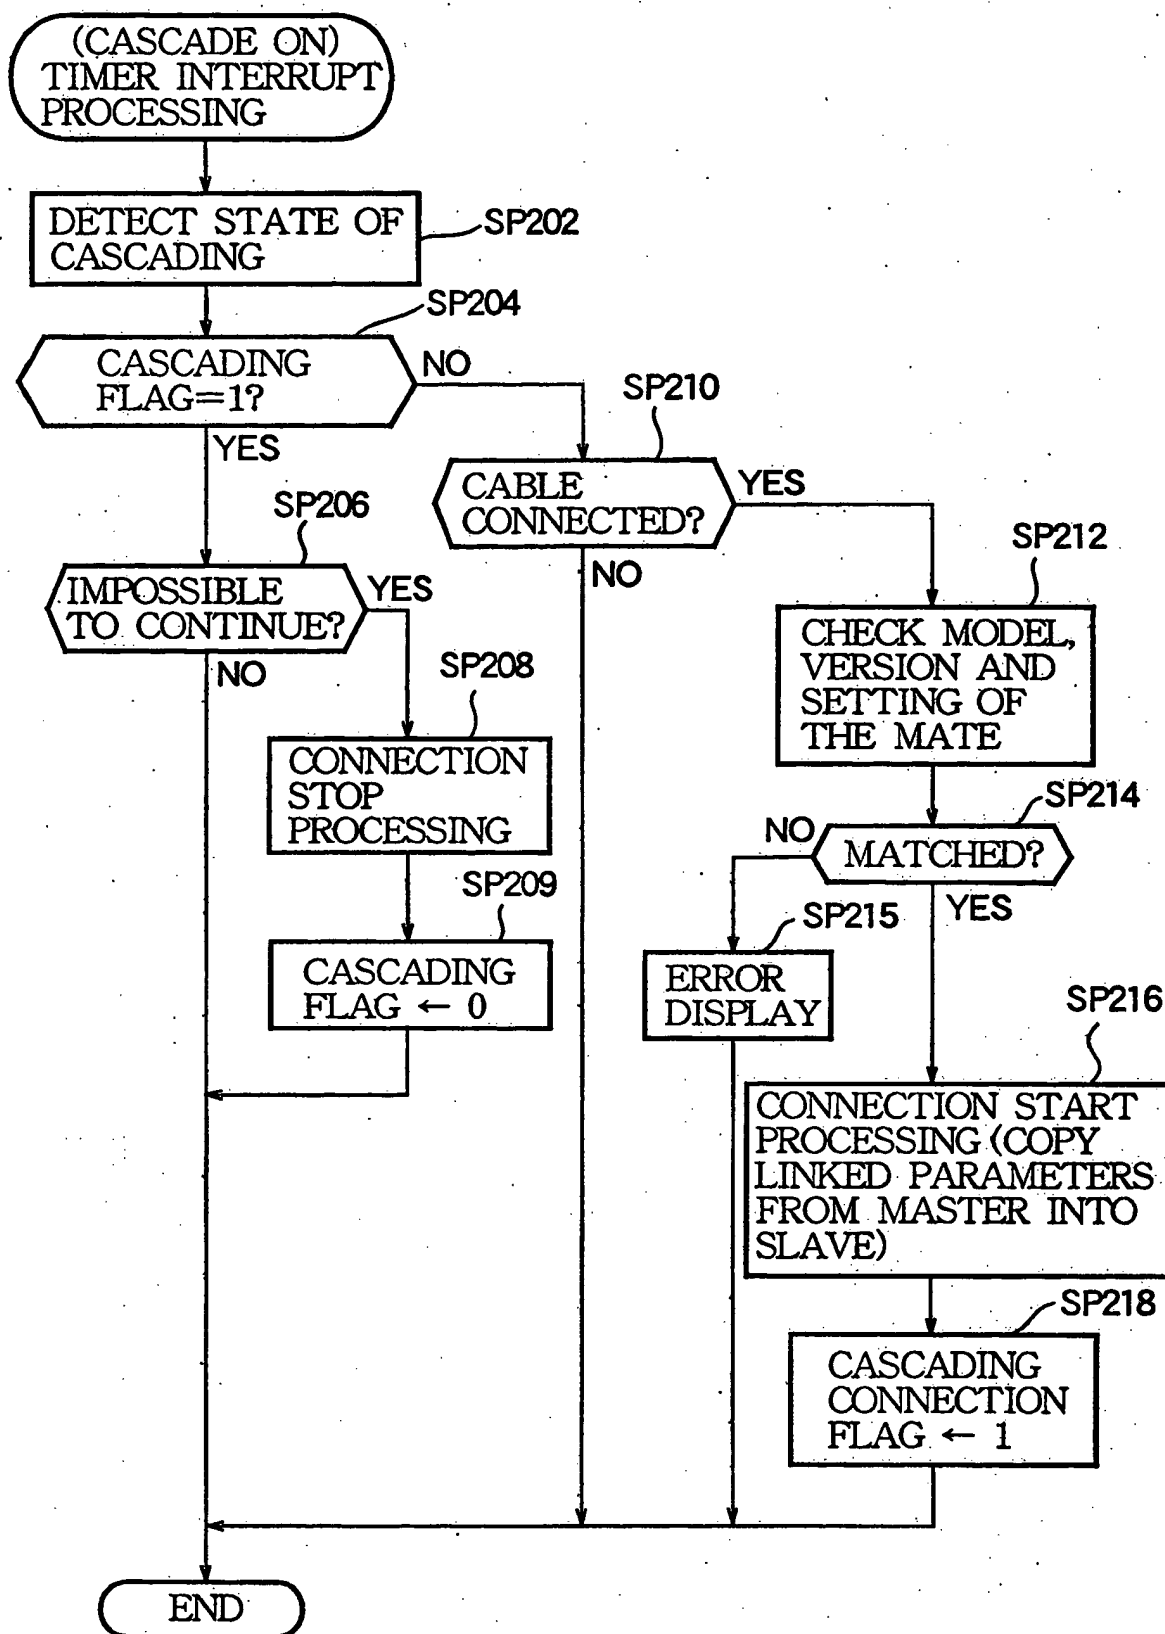 (CASCADE ON)
TIMER INTERRUPT
PROCESSING
DETECT STATE OF
CASCADING
SP202
SP204
CASCADING
FLAG=1?
NO
YES
SP210
CABLE
CONNECTED?
YES
NO
SP206
IMPOSSIBLE
TO CONTINUE?
YES
NO
SP208
CONNECTION
STOP
PROCESSING
SP209
CASCADING
FLAG ← 0
SP212
CHECK MODEL,
VERSION AND
SETTING OF
THE MATE
SP214
MATCHED?
NO
YES
SP215
ERROR
DISPLAY
SP216
CONNECTION START
PROCESSING (COPY
LINKED PARAMETERS
FROM MASTER INTO
SLAVE)
SP218
CASCADING
CONNECTION
FLAG ← 1
END